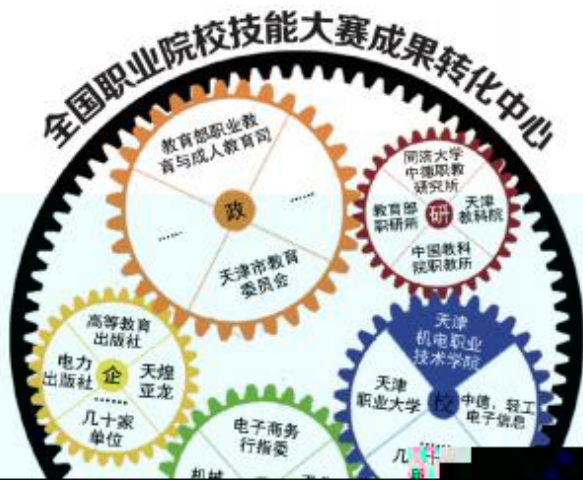 全国职业院校技能大赛成果转化中心
教育部职业教
育与成人教育司
......
政
......
天津市教育
委员会
同济大学
中德职教
研究所
教育部
职研所
研
天津
教科院
中国教科
院职教所
高等教育
出版社
电力
出版社
企
天煌
亚龙
......
几十家
单位
天津
机电职业
技术学院
天津
职业大学
校
中德，轻工
电子信息
......
电子商务
行指委
机械